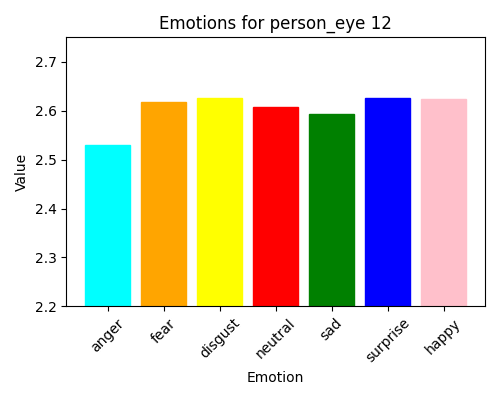 Emotions for person_eye 12
2.7
2.6
2.5
2.4
2.3
2.2
Value
anger
fear
disgust
neutral
sad
surprise
happy
Emotion